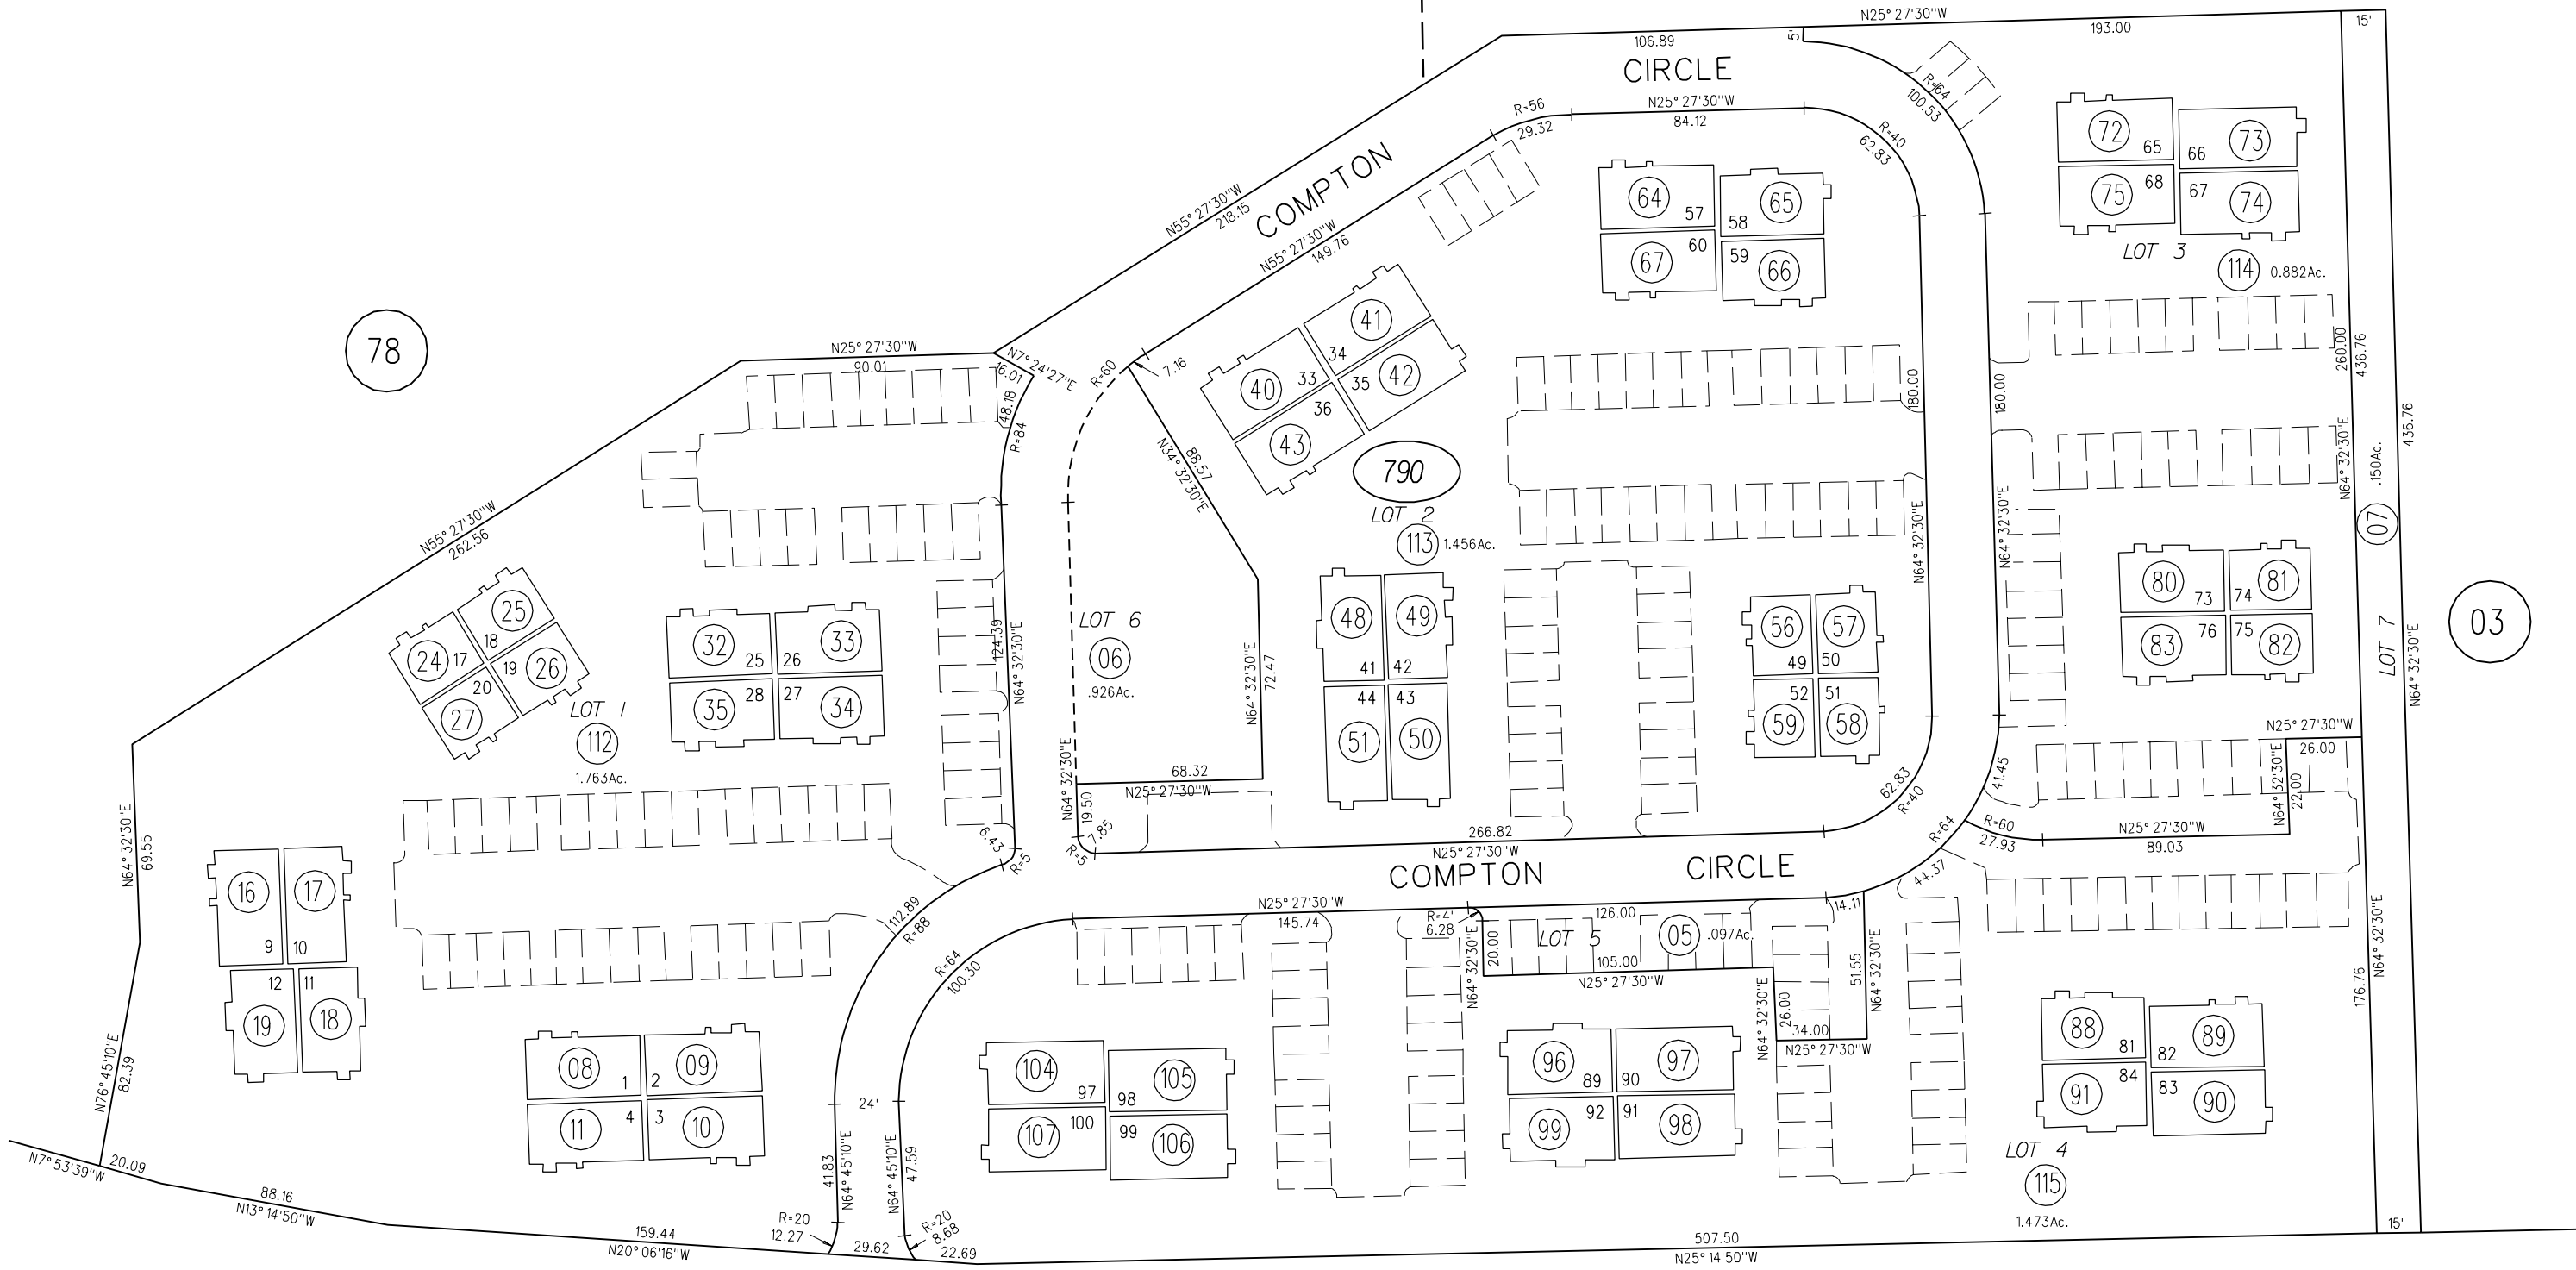 N25° 27'30"W
15'
106.89
5'
193.00
CIRCLE
R=64
100.53
R=56
29.32
N25° 27'30"W
84.12
R=40
62.83
72
65
66
73
75
68
67
74
LOT 3
114
0.882Ac.
COMPTON
N55° 27'30"W
218.15
N55° 27'30"W
149.76
64
57
58
65
67
60
59
66
78
N25° 27'30"W
90.01
N7° 24'27"E
16.01
48.18
R=84
R=60
7.16
41
34
40
33
35
42
36
43
88.57
N34° 32'30"E
790
LOT 2
113
1.456Ac.
180.00
N64° 32'30"E
180.00
N64° 32'30"E
260.00
436.76
N64° 32'30"E
436.76
.150Ac.
07
LOT 7
N64° 32'30"E
03
N55° 27'30"W
262.56
25
18
24
17
19
26
20
27
LOT 1
112
1.763Ac.
32
25
26
33
35
28
27
34
124.39
N64° 32'30"E
LOT 6
06
.926Ac.
N64° 32'30"E
72.47
48
49
41
42
44
43
51
50
56
57
49
50
52
51
59
58
80
73
74
81
83
76
75
82
N25° 27'30"W
26.00
N64° 32'30"E
22.00
N64° 32'30"E
69.55
68.32
N25° 27'30"W
N64° 32'30"E
19.50
7.85
R=5
6.43
R=5
266.82
N25° 27'30"W
62.83
R=40
41.45
R=64
R=60
27.93
N25° 27'30"W
89.03
44.37
COMPTON
CIRCLE
16
17
9
10
12
11
19
18
112.89
R=88
R=64
100.30
N25° 27'30"W
145.74
R=4'
6.28
126.00
14.11
LOT 5
05
.097Ac.
N64° 32'30"E
20.00
105.00
N25° 27'30"W
N64° 32'30"E
26.00
34.00
N25° 27'30"W
51.55
N64° 32'30"E
176.76
N64° 32'30"E
N76° 45'10"E
82.39
08
1
2
09
11
4
3
10
24'
104
97
98
105
107
100
99
106
96
89
90
97
99
92
91
98
88
81
82
89
91
84
83
90
LOT 4
115
1.473Ac.
N7° 53'39"W
20.09
88.16
N13° 14'50"W
41.83
N64° 45'10"E
N64° 45'10"E
47.59
R=20
12.27
R=20
8.68
159.44
N20° 06'16"W
29.62
22.69
507.50
N25° 14'50"W
15'